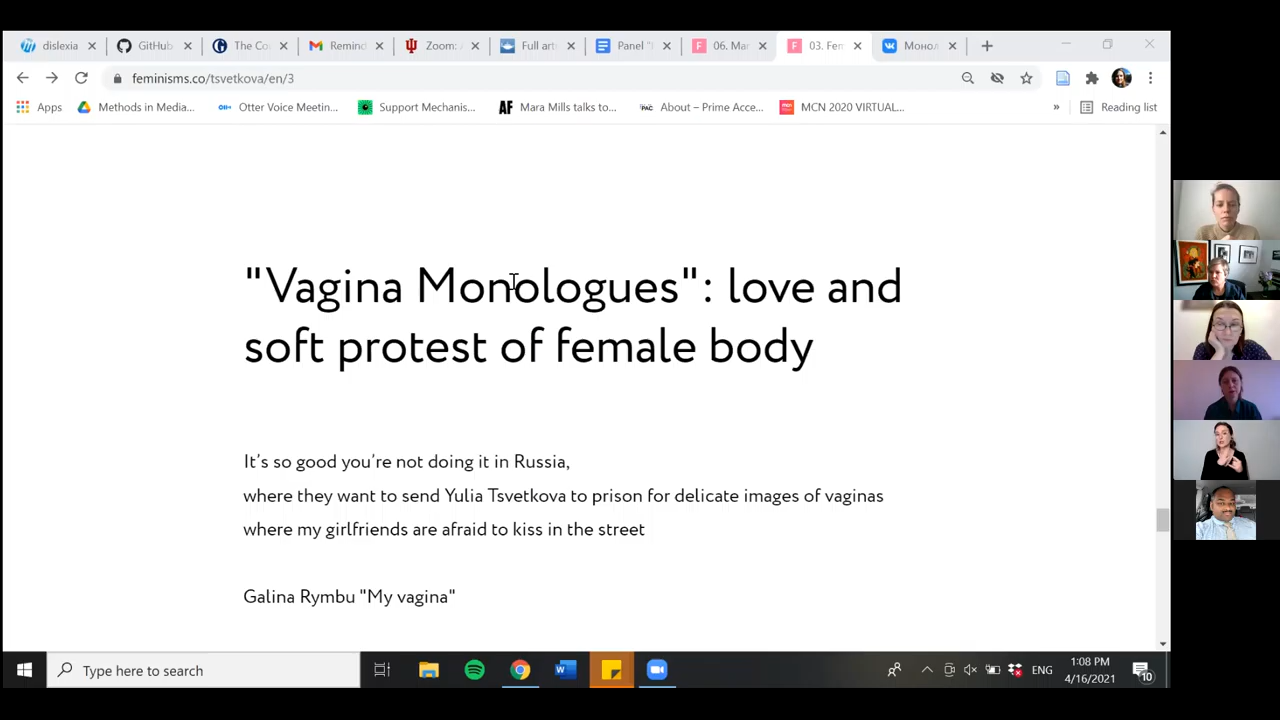 dislexia
GitHub
The Co
Remind
Zoom:
Full art
Panel "
06. Mar
03. Fem
Моно
feminisms.co/tsvetkova/en/3
Apps
Methods in Media...
Otter Voice Meetin...
Support Mechanis...
AF
Mara Mills talks to...
PAC
About – Prime Acce...
MCN
MCN 2020 VIRTUAL...
»
Reading list
"Vagina Monologues": love and
soft protest of female body
It's so good you're not doing it in Russia,
where they want to send Yulia Tsvetkova to prison for delicate images of vaginas
where my girlfriends are afraid to kiss in the street
Galina Rymbu "My vagina"
Type here to search
ENG
1:08 PM
4/16/2021
10